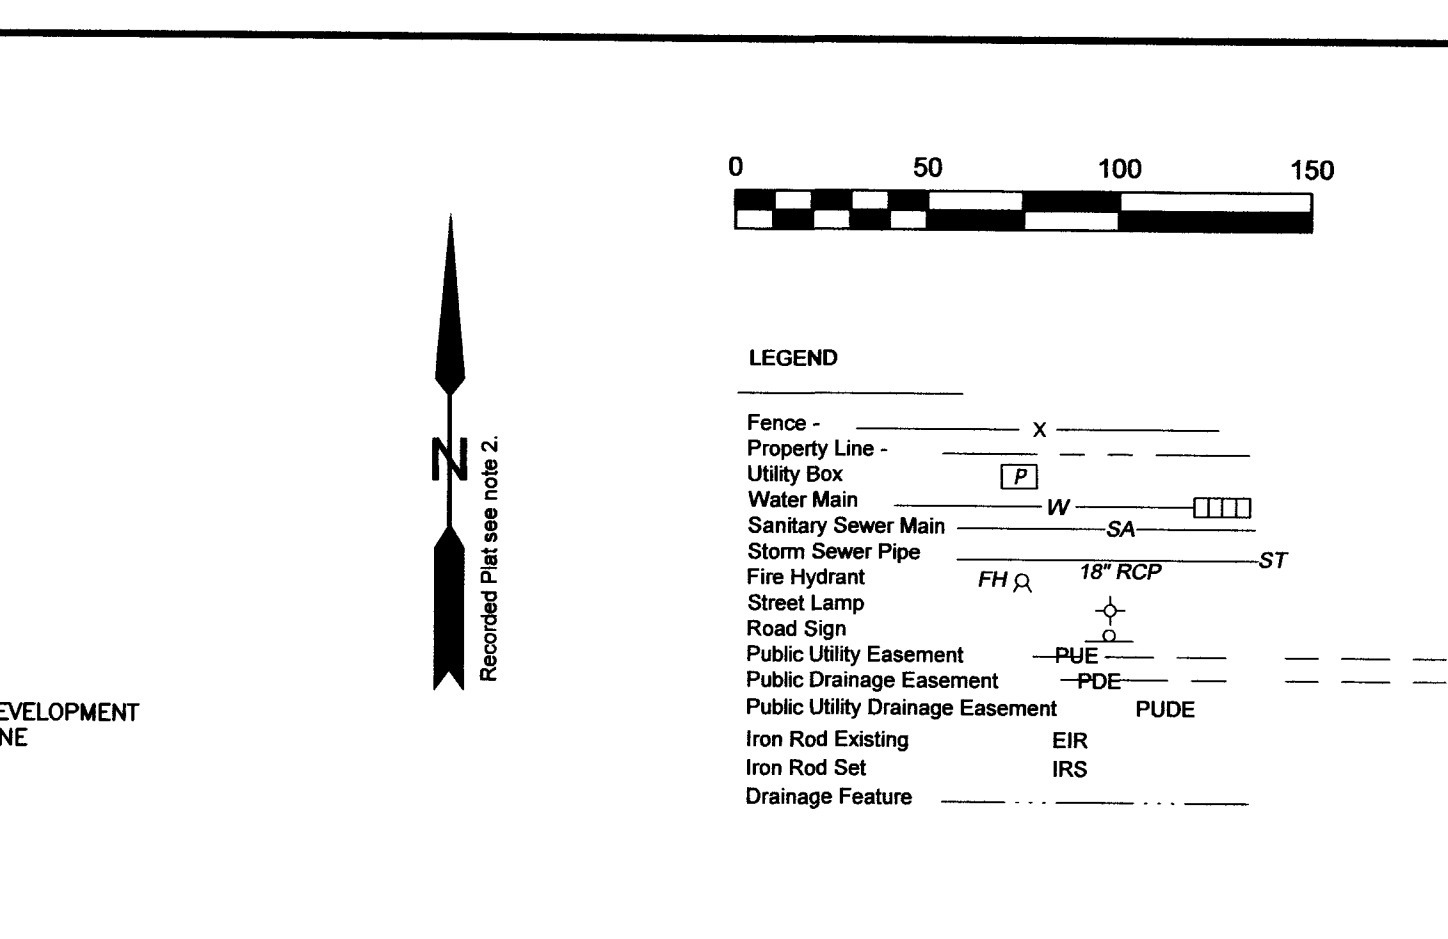 0 50 100 150
N
Recorded Plat see note 2.
EVELOPMENT
NE
LEGEND
Fence - X
Property Line -
Utility Box P
Water Main W
Sanitary Sewer Main SA
Storm Sewer Pipe ST
18" RCP
Fire Hydrant FH
Street Lamp
Road Sign
Public Utility Easement PUE
Public Drainage Easement PDE
Public Utility Drainage Easement PUDE
Iron Rod Existing EIR
Iron Rod Set IRS
Drainage Feature